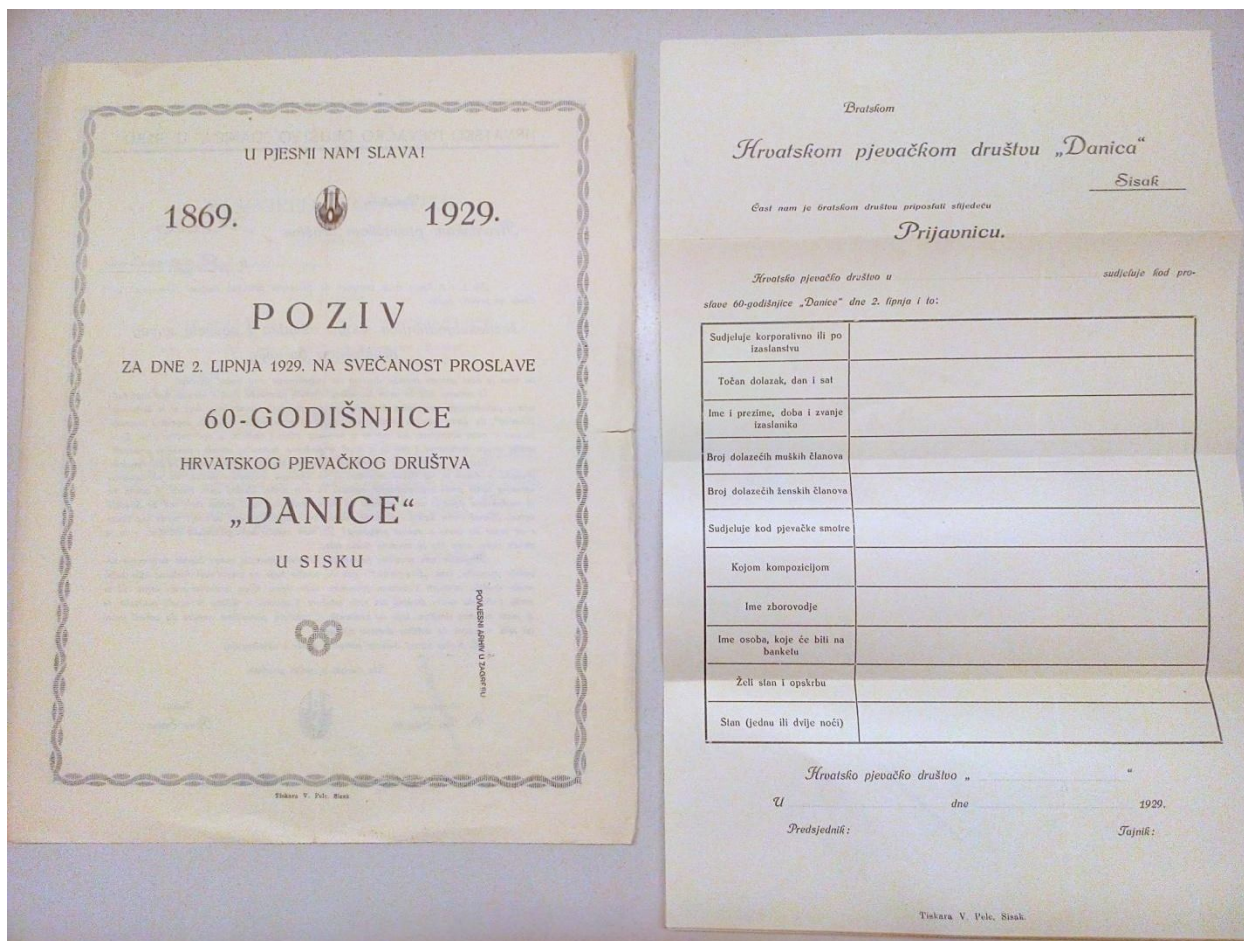 U PJESMI NAM SLAVA!
1869. 1929.
POZIV
ZA DNE 2. LIPNJA 1929. NA SVEČANOST PROSLAVE
60-GODIŠNJICE
HRVATSKOG PJEVAČKOG DRUŠTVA
„DANICE“
U SISKU
POVIJESNI ARHIV U ZAGREBU
Tiskara V. Pelc, Sisak
Bratskom
Hrvatskom pjevačkom društvu „Danica“
Sisak
Čast nam je bratskom društvu priposlati slijedeću
Prijavnicu.
Hrvatsko pjevačko društvo u sudjeluje kod pro-
slave 60-godišnjice „Danice“ dne 2. lipnja i to:
Sudjeluje korporativno ili po
izaslanstvu
Točan dolazak, dan i sat
Ime i prezime, doba i zvanje
izaslanika
Broj dolazećih muških članova
Broj dolazećih ženskih članova
Sudjeluje kod pjevačke smotre
Kojom kompozicijom
Ime zborovodje
Ime osoba, koje će biti na
banketu
Želi stan i opskrbu
Stan (jednu ili dvije noći)
Hrvatsko pjevačko društvo „ “
U dne 1929.
Predsjednik: Tajnik:
Tiskara V. Pelc, Sisak.